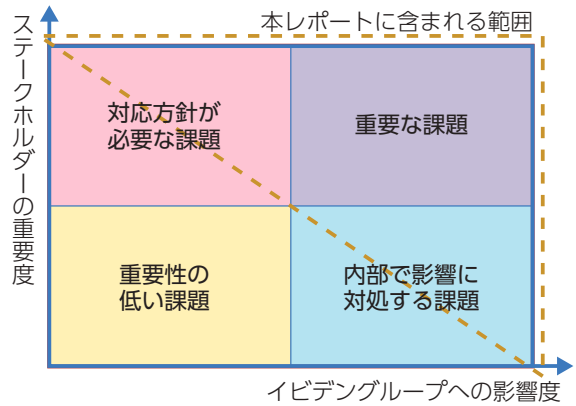 本レポートに含まれる範囲
ステークホルダーの重要度
対応方針が
必要な課題
重要な課題
重要性の
低い課題
内部で影響に
対処する課題
イビデングループへの影響度